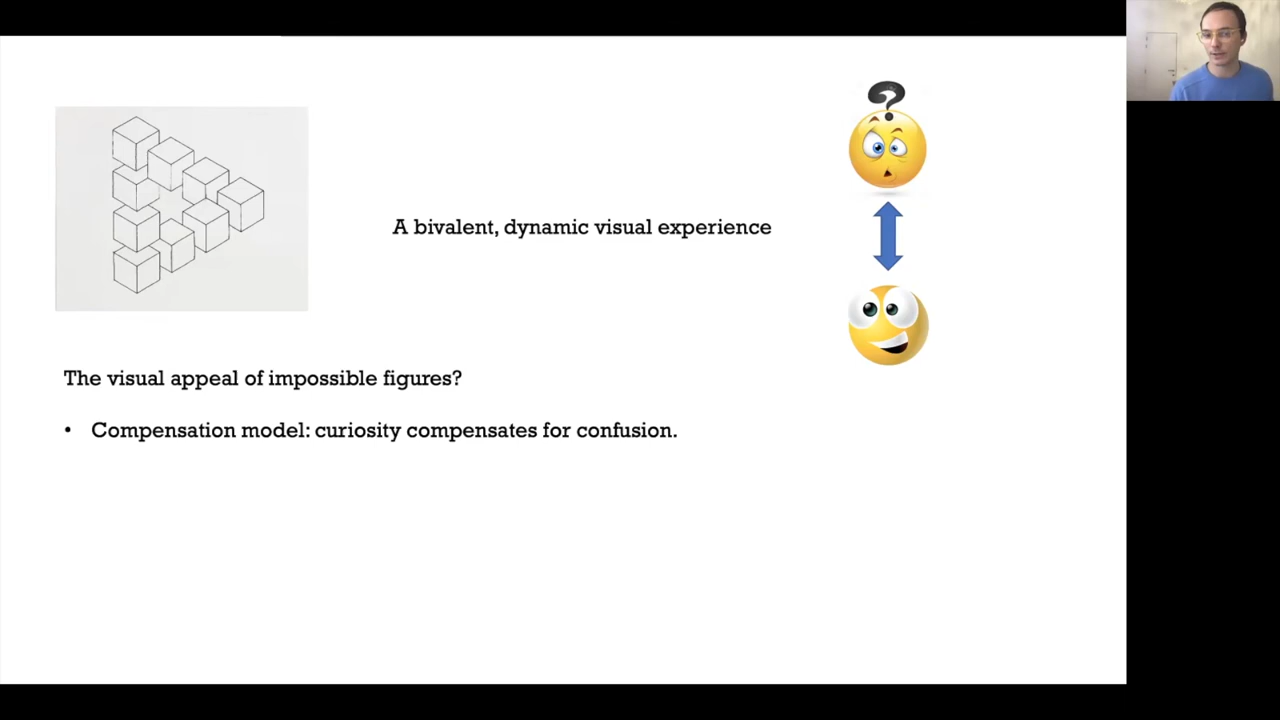 A bivalent, dynamic visual experience
?
The visual appeal of impossible figures?
• Compensation model: curiosity compensates for confusion.